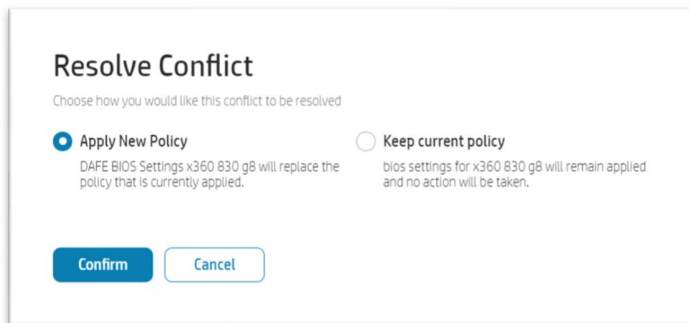 Resolve Conflict
Choose how you would like this conflict to be resolved
Apply New Policy
DAFE BIOS Settings x360 830 g8 will replace the
policy that is currently applied.
Keep current policy
bios settings for x360 830 g8 will remain applied
and no action will be taken.
Confirm
Cancel